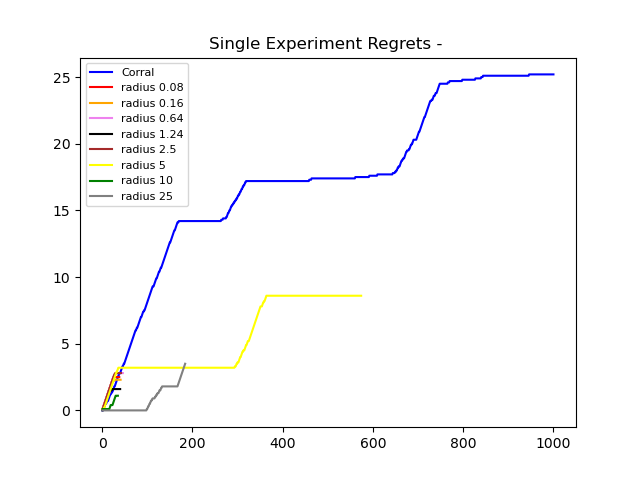 Single Experiment Regrets -
Corral
radius 0.08
radius 0.16
radius 0.64
radius 1.24
radius 2.5
radius 5
radius 10
radius 25
25
20
15
10
5
0
0 200 400 600 800 1000